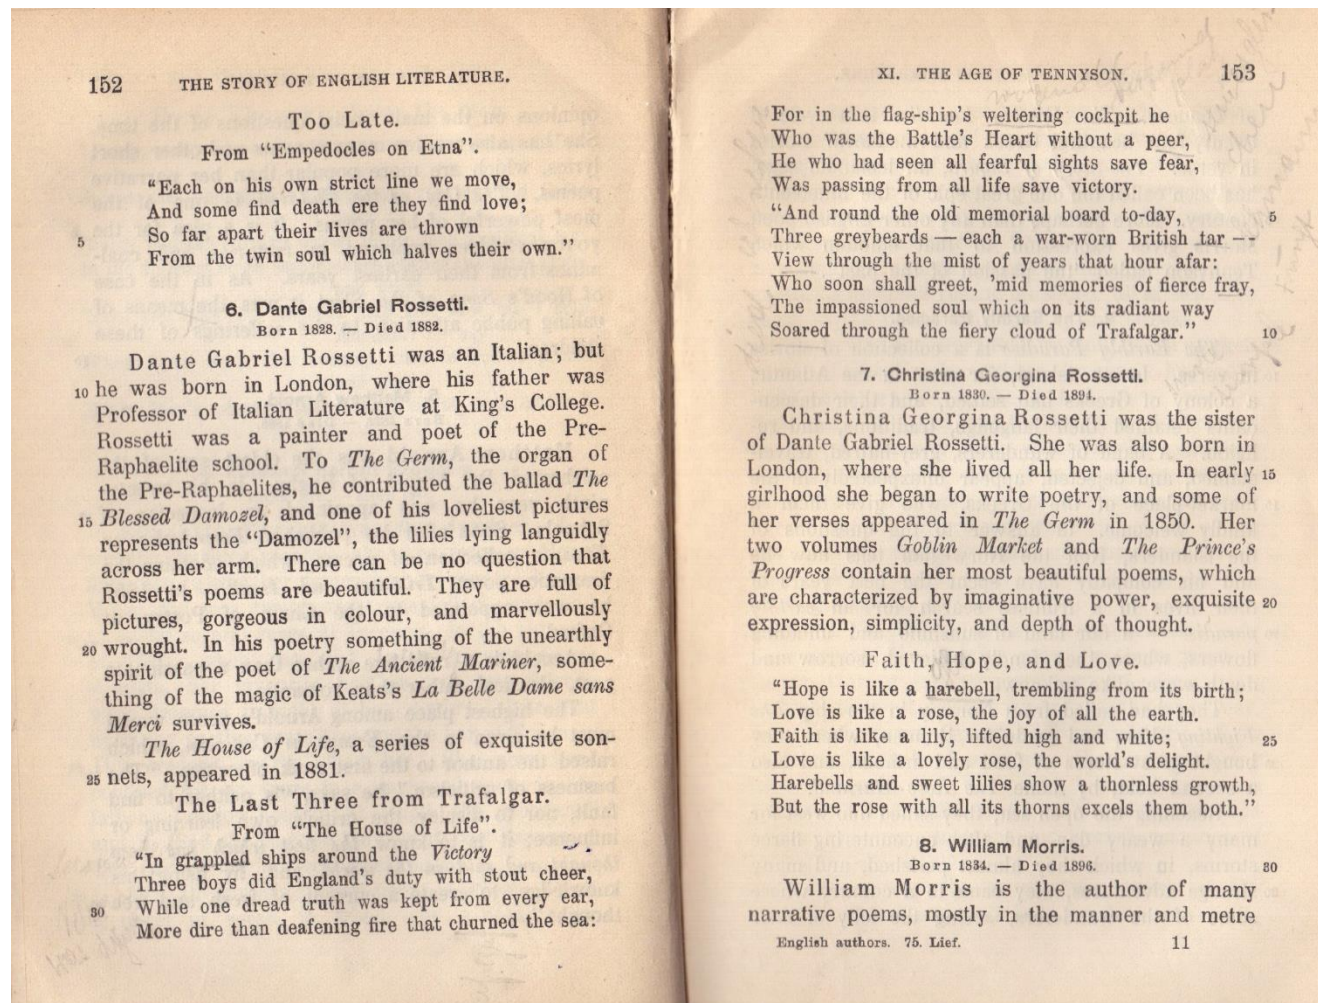 152 THE STORY OF ENGLISH LITERATURE.
Too Late.
From “Empedocles on Etna”.
“Each on his own strict line we move,
And some find death ere they find love;
5 So far apart their lives are thrown
From the twin soul which halves their own.”
6. Dante Gabriel Rossetti.
Born 1828. — Died 1882.
Dante Gabriel Rossetti was an Italian; but
10 he was born in London, where his father was
Professor of Italian Literature at King’s College.
Rossetti was a painter and poet of the Pre-
Raphaelite school. To The Germ, the organ of
the Pre-Raphaelites, he contributed the ballad The
15 Blessed Damozel, and one of his loveliest pictures
represents the “Damozel”, the lilies lying languidly
across her arm. There can be no question that
Rossetti’s poems are beautiful. They are full of
pictures, gorgeous in colour, and marvellously
20 wrought. In his poetry something of the unearthly
spirit of the poet of The Ancient Mariner, some-
thing of the magic of Keats’s La Belle Dame sans
Merci survives.
The House of Life, a series of exquisite son-
25 nets, appeared in 1881.
The Last Three from Trafalgar.
From “The House of Life”.
“In grappled ships around the Victory
Three boys did England’s duty with stout cheer,
30 While one dread truth was kept from every ear,
More dire than deafening fire that churned the sea:
XI. THE AGE OF TENNYSON. 153
For in the flag-ship’s weltering cockpit he
Who was the Battle’s Heart without a peer,
He who had seen all fearful sights save fear,
Was passing from all life save victory.
“And round the old memorial board to-day, 5
Three greybeards — each a war-worn British tar —
View through the mist of years that hour afar:
Who soon shall greet, ’mid memories of fierce fray,
The impassioned soul which on its radiant way
Soared through the fiery cloud of Trafalgar.” 10
7. Christina Georgina Rossetti.
Born 1830. — Died 1894.
Christina Georgina Rossetti was the sister
of Dante Gabriel Rossetti. She was also born in
London, where she lived all her life. In early 15
girlhood she began to write poetry, and some of
her verses appeared in The Germ in 1850. Her
two volumes Goblin Market and The Prince’s
Progress contain her most beautiful poems, which
are characterized by imaginative power, exquisite 20
expression, simplicity, and depth of thought.
Faith, Hope, and Love.
“Hope is like a harebell, trembling from its birth;
Love is like a rose, the joy of all the earth.
Faith is like a lily, lifted high and white; 25
Love is like a lovely rose, the world’s delight.
Harebells and sweet lilies show a thornless growth,
But the rose with all its thorns excels them both.”
8. William Morris.
Born 1834. — Died 1896. 30
William Morris is the author of many
narrative poems, mostly in the manner and metre
English authors. 75. Lief. 11